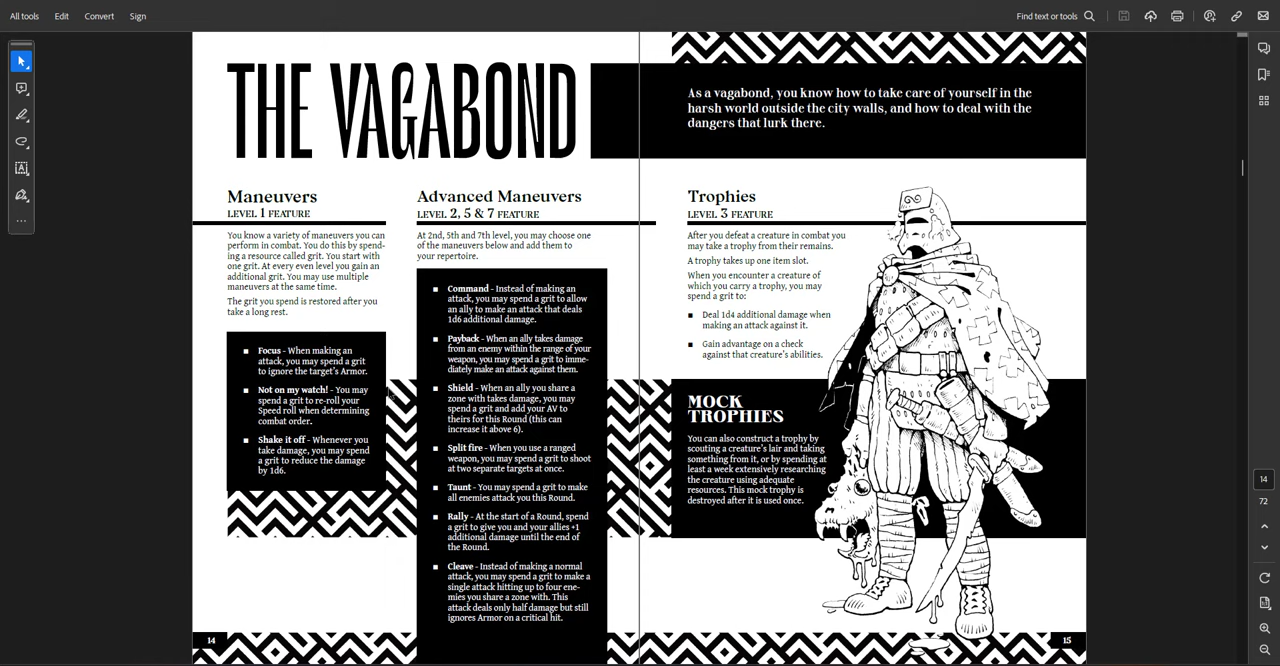 All tools Edit Convert Sign Find text or tools
THE VAGABOND
As a vagabond, you know how to take care of yourself in the
harsh world outside the city walls, and how to deal with the
dangers that lurk there.
Maneuvers
LEVEL 1 FEATURE
You know a variety of maneuvers you can
perform in combat. You do this by spend-
ing a resource called grit. You start with
one grit. At every even level you gain an
additional grit. You may use multiple
maneuvers at the same time.
The grit you spend is restored after you
take a long rest.
■ Focus - When making an
attack, you may spend a grit
to ignore the target's Armor.
■ Not on my watch! - You may
spend a grit to re-roll your
Speed roll when determining
combat order.
■ Shake it off - Whenever you
take damage, you may spend
a grit to reduce the damage
by 1d6.
Advanced Maneuvers
LEVEL 2, 5 & 7 FEATURE
At 2nd, 5th and 7th level, you may choose one
of the maneuvers below and add them to
your repertoire.
■ Command - Instead of making an
attack, you may spend a grit to allow
an ally to make an attack that deals
1d6 additional damage.
■ Payback - When an ally takes damage
from an enemy within the range of your
weapon, you may spend a grit to imme-
diately make an attack against them.
■ Shield - When an ally you share a
zone with takes damage, you may
spend a grit and add your AV to
theirs for this Round (this can
increase it above 6).
■ Split fire - When you use a ranged
weapon, you may spend a grit to shoot
at two separate targets at once.
■ Taunt - You may spend a grit to make
all enemies attack you this Round.
■ Rally - At the start of a Round, spend
a grit to give you and your allies +1
additional damage until the end of
the Round.
■ Cleave - Instead of making a normal
attack, you may spend a grit to make a
single attack hitting up to four ene-
mies you share a zone with. This
attack deals only half damage but still
ignores Armor on a critical hit.
Trophies
LEVEL 3 FEATURE
After you defeat a creature in combat you
may take a trophy from their remains.
A trophy takes up one item slot.
When you encounter a creature of
which you carry a trophy, you may
spend a grit to:
■ Deal 1d4 additional damage when
making an attack against it.
■ Gain advantage on a check
against that creature's abilities.
MOCK
TROPHIES
You can also construct a trophy by
scouting a creature's lair and taking
something from it, or by spending at
least a week extensively researching
the creature using adequate
resources. This mock trophy is
destroyed after it is used once.
14
15
14
72